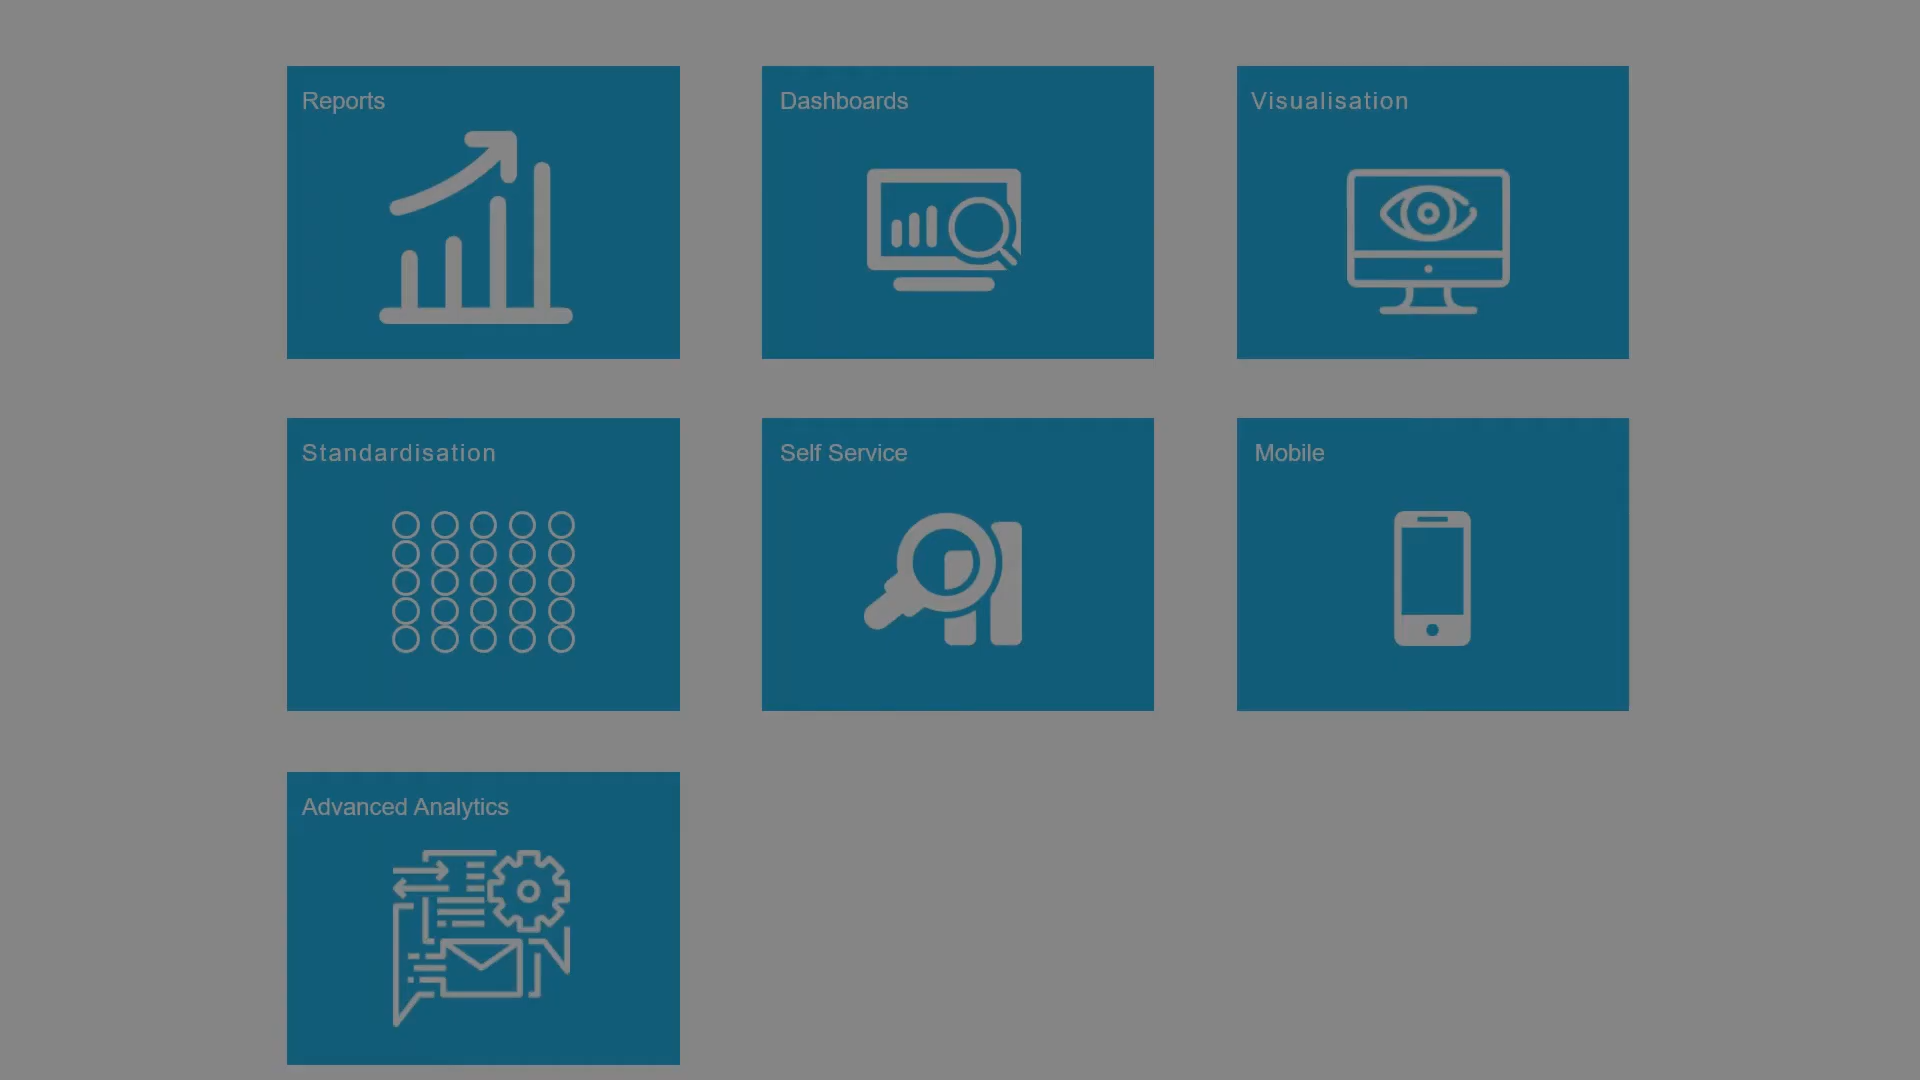 Reports
Dashboards
Visualisation
Standardisation
Self Service
Mobile
Advanced Analytics